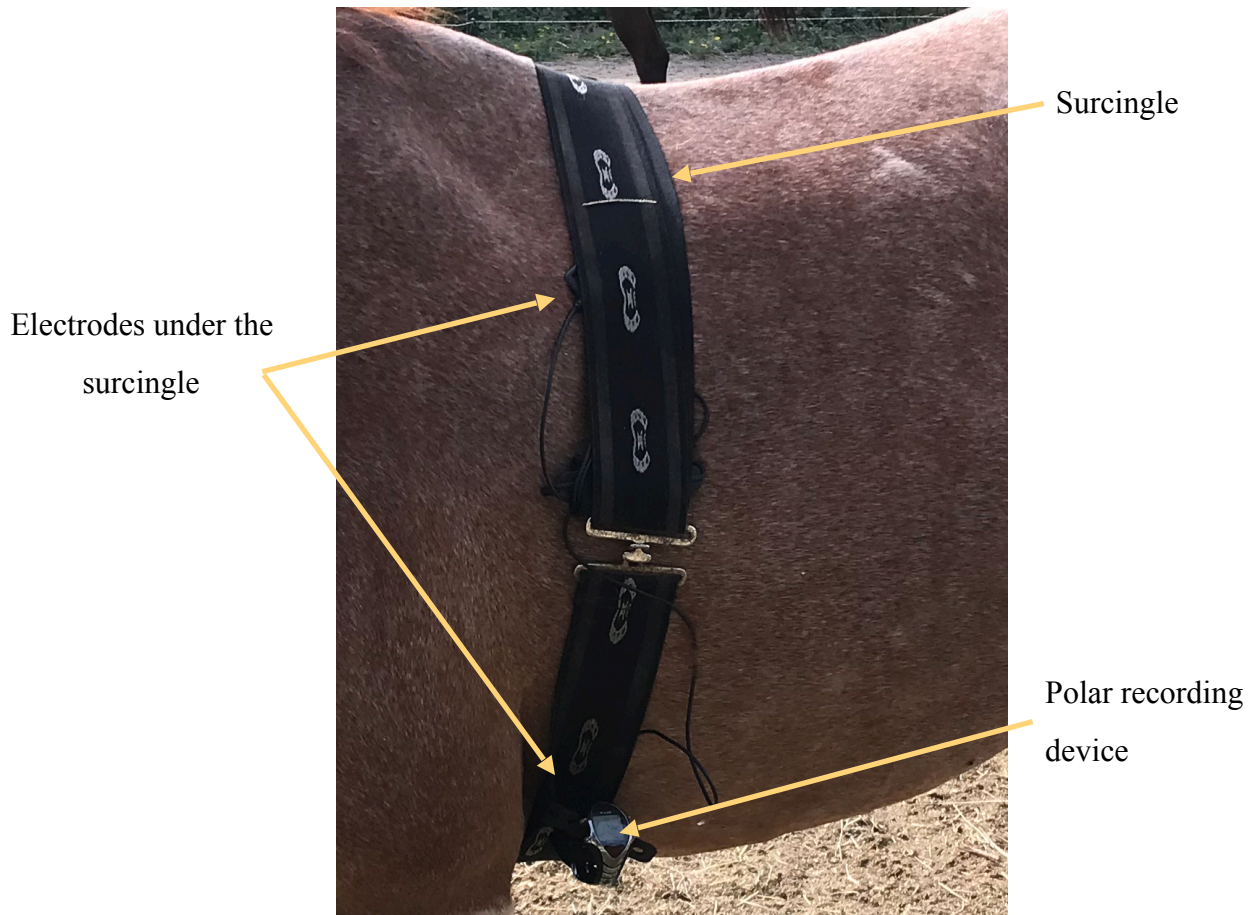 Surcingle
Electrodes under the
surcingle
Polar recording
device